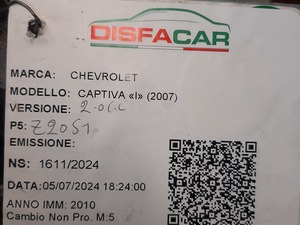 DISFACAR
MARCA: CHEVROLET
MODELLO: CAPTIVA «I» (2007)
VERSIONE: 2.0
P5: Z20S1
EMISSIONE:
NS: 1611/2024
DATA:05/07/2024 18:24:00
ANNO IMM: 2010
Cambio Non Pro. M:5